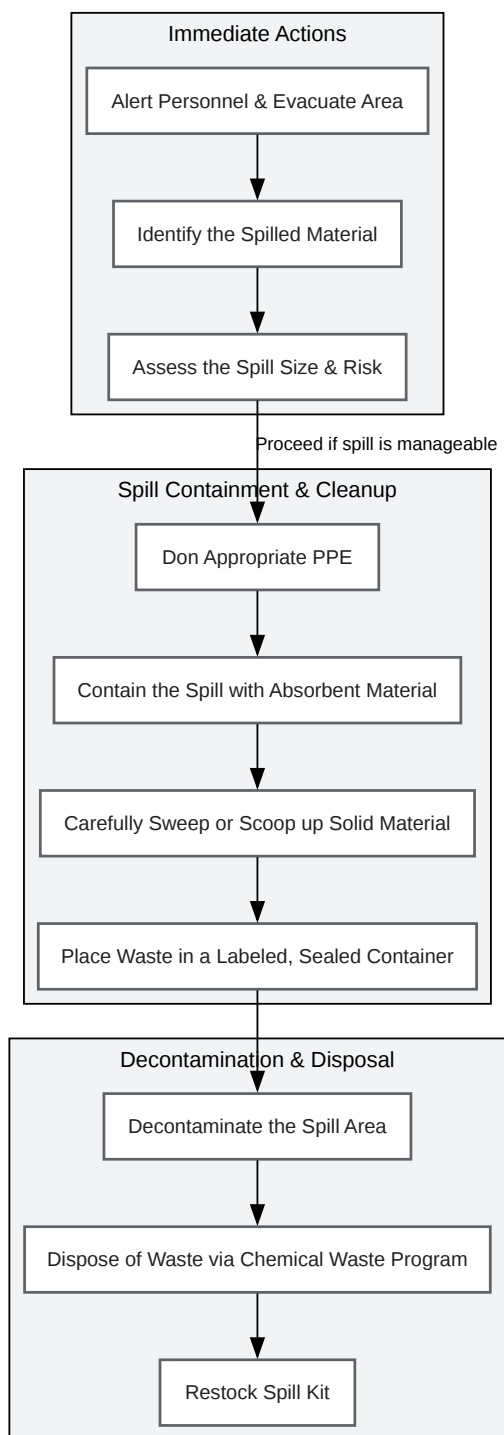 Immediate Actions
Alert Personnel & Evacuate Area
Identify the Spilled Material
Assess the Spill Size & Risk
Proceed if spill is manageable
Spill Containment & Cleanup
Don Appropriate PPE
Contain the Spill with Absorbent Material
Carefully Sweep or Scoop up Solid Material
Place Waste in a Labeled, Sealed Container
Decontamination & Disposal
Decontaminate the Spill Area
Dispose of Waste via Chemical Waste Program
Restock Spill Kit